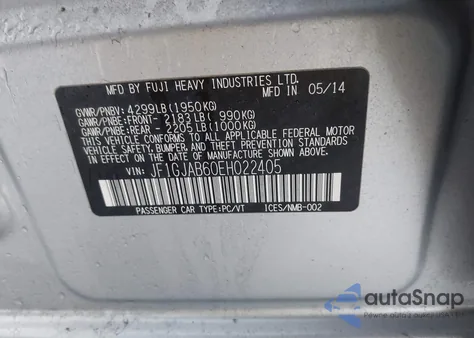 MFD BY FUJI HEAVY INDUSTRIES LTD.
MFD IN 05/14
GVWR/PNBV: 4299LB(1950KG)
GAWR/PNBE:FRONT- 2183LB( 990KG)
GAWR/PNBE:REAR - 2205LB(1000KG)
THIS VEHICLE CONFORMS TO ALL APPLICABLE FEDERAL MOTOR
VEHICLE SAFETY, BUMPER, AND THEFT PREVENTION STANDARDS
IN EFFECT ON THE DATE OF MANUFACTURE SHOWN ABOVE.
VIN: JF1GJAB60EH022405
PASSENGER CAR TYPE:PC/VT ICES/NMB-002
autoSnap
Pewne auta z